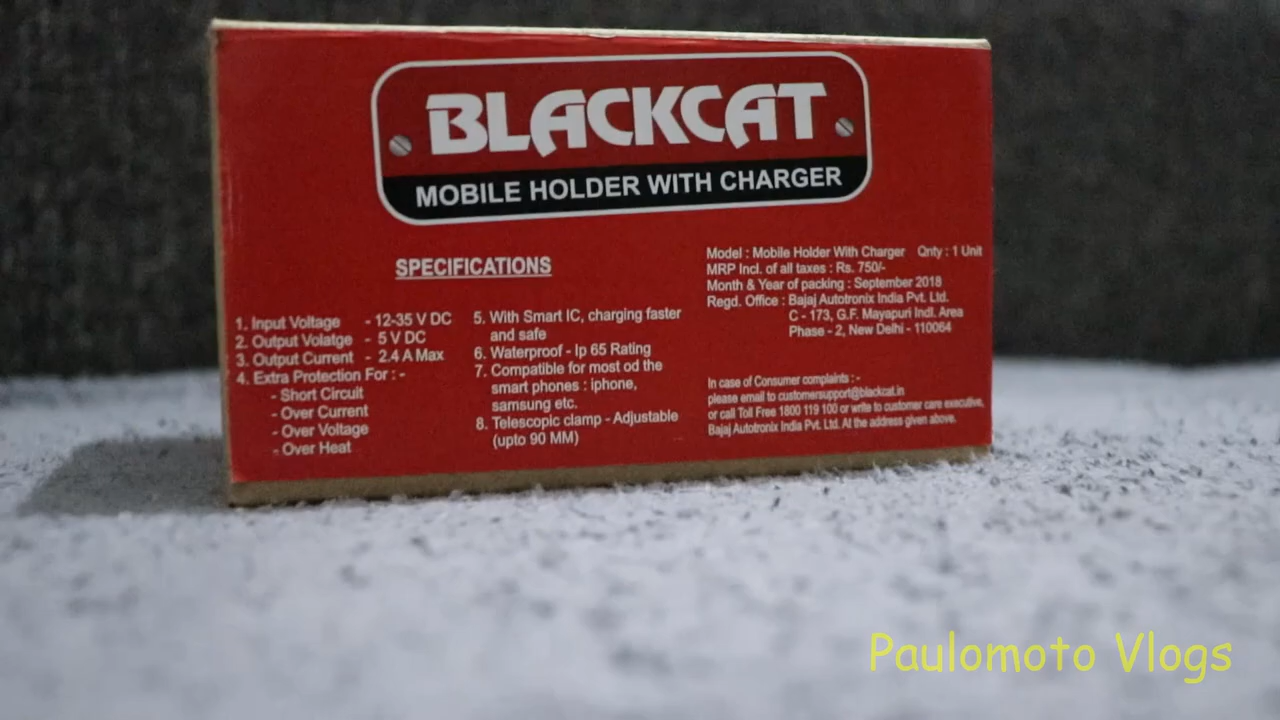 BLACKCAT
MOBILE HOLDER WITH CHARGER
SPECIFICATIONS
1. Input Voltage - 12-35 V DC
2. Output Volatge - 5 V DC
3. Output Current - 2.4 A Max
4. Extra Protection For : -
- Short Circuit
- Over Current
- Over Voltage
- Over Heat
5. With Smart IC, charging faster
and safe
6. Waterproof - Ip 65 Rating
7. Compatible for most od the
smart phones : iphone,
samsung etc.
8. Telescopic clamp - Adjustable
(upto 90 MM)
Model : Mobile Holder With Charger Qnty : 1 Unit
MRP Incl. of all taxes : Rs. 750/-
Month & Year of packing : September 2018
Regd. Office : Bajaj Autotronix India Pvt. Ltd.
C - 173, G.F. Mayapuri Indl. Area
Phase - 2, New Delhi - 110064
In case of Consumer complaints : -
please email to customersupport@blackcat.in
or call Toll Free 1800 119 100 or write to customer care executive,
Bajaj Autotronix India Pvt. Ltd. At the address given above.
Paulomoto Vlogs